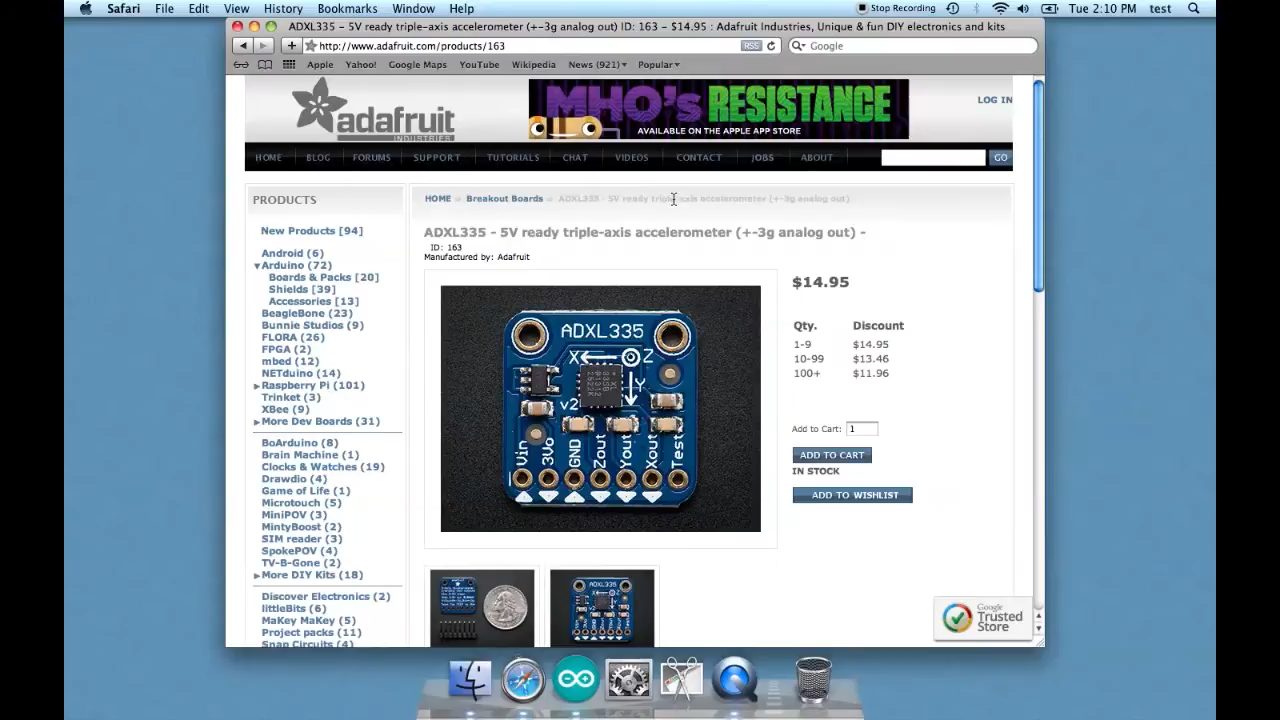 Safari File Edit View History Bookmarks Window Help Stop Recording Tue 2:10 PM test
ADXL335 - 5V ready triple-axis accelerometer (+-3g analog out) ID: 163 - $14.95 : Adafruit Industries, Unique & fun DIY electronics and kits
http://www.adafruit.com/products/163 RSS Google
Apple Yahoo! Google Maps YouTube Wikipedia News (921) Popular
adafruit
INDUSTRIES
MHO's RESISTANCE
AVAILABLE ON THE APPLE APP STORE
LOG IN
HOME BLOG FORUMS SUPPORT TUTORIALS CHAT VIDEOS CONTACT JOBS ABOUT GO
PRODUCTS
New Products [94]
Android (6)
Arduino (72)
Boards & Packs [20]
Shields [39]
Accessories [13]
BeagleBone (23)
Bunnie Studios (9)
FLORA (26)
FPGA (2)
mbed (12)
NETduino (14)
Raspberry Pi (101)
Trinket (3)
XBee (9)
More Dev Boards (31)
BoArduino (8)
Brain Machine (1)
Clocks & Watches (19)
Drawdio (4)
Game of Life (1)
Microtouch (5)
MiniPOV (3)
MintyBoost (2)
SIM reader (3)
SpokePOV (4)
TV-B-Gone (2)
More DIY Kits (18)
Discover Electronics (2)
littleBits (6)
MaKey MaKey (5)
Project packs (11)
Snap Circuits (4)
HOME Breakout Boards ADXL335 - 5V ready triple-axis accelerometer (+-3g analog out)
ADXL335 - 5V ready triple-axis accelerometer (+-3g analog out) -
ID: 163
Manufactured by: Adafruit
ADXL335
X Z
Y
v2
Vin 3Vo GND Zout Yout Xout Test
$14.95
Qty. Discount
1-9 $14.95
10-99 $13.46
100+ $11.96
Add to Cart: 1
ADD TO CART
IN STOCK
ADD TO WISHLIST
ADXL335
Google
Trusted
Store